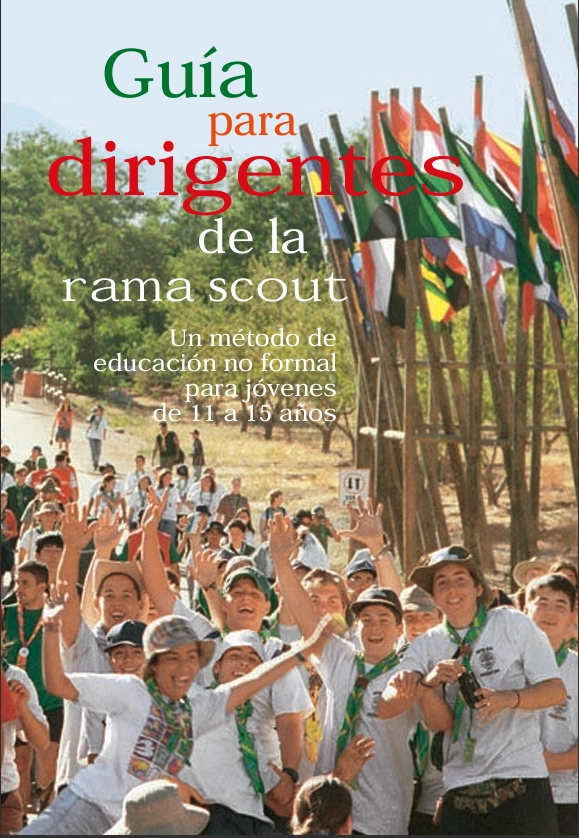 Guía
para
dirigentes
de la
rama scout
Un método de
educación no formal
para jóvenes
de 11 a 15 años